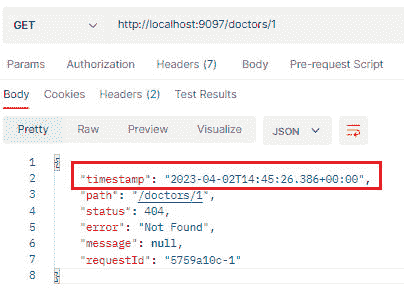 GET http://localhost:9097/doctors/1
Params Authorization Headers (7) Body Pre-request Script
Body Cookies Headers (2) Test Results
Pretty Raw Preview Visualize JSON
1 {
2 "timestamp": "2023-04-02T14:45:26.386+00:00",
3 "path": "/doctors/1",
4 "status": 404,
5 "error": "Not Found",
6 "message": null,
7 "requestId": "5759a10c-1"
8 }